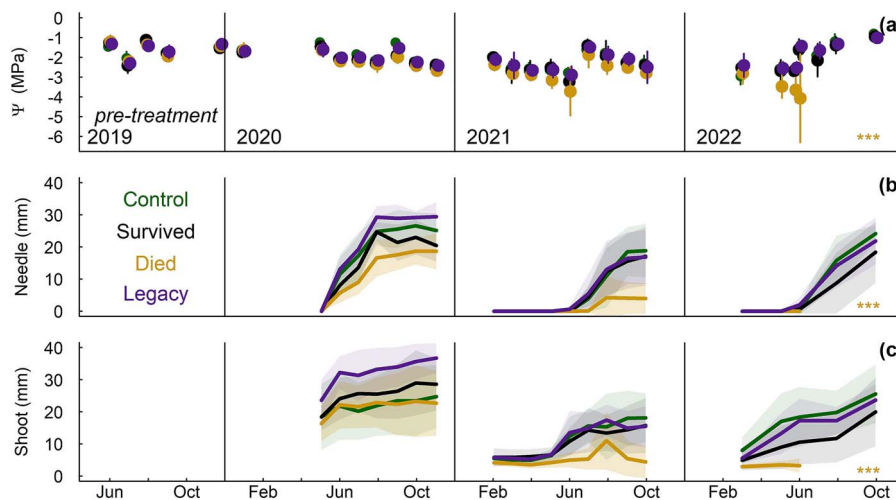 (a
-1
-2
-3
-4
-5
-6
Ψ (MPa)
pre-treatment
2019
2020
2021
2022
***
(b
40
30
20
10
0
Needle (mm)
Control
Survived
Died
Legacy
***
(c
40
30
20
10
0
Shoot (mm)
***
Jun
Oct
Feb
Jun
Oct
Feb
Jun
Oct
Feb
Jun
Oct